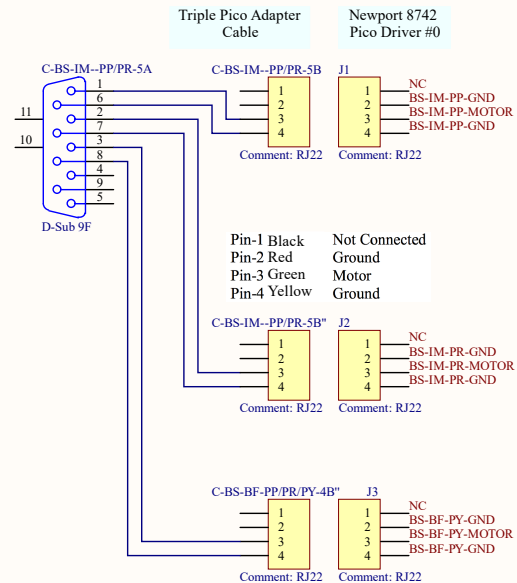 Triple Pico Adapter
Cable
Newport 8742
Pico Driver #0
C-BS-IM--PP/PR-5A
1
6
2
7
3
8
4
9
5
11
10
D-Sub 9F
C-BS-IM--PP/PR-5B
1
2
3
4
Comment: RJ22
J1
1
2
3
4
NC
BS-IM-PP-GND
BS-IM-PP-MOTOR
BS-IM-PP-GND
Comment: RJ22
Pin-1 Black Not Connected
Pin-2 Red Ground
Pin-3 Green Motor
Pin-4 Yellow Ground
C-BS-IM--PP/PR-5B"
1
2
3
4
Comment: RJ22
J2
1
2
3
4
NC
BS-IM-PR-GND
BS-IM-PR-MOTOR
BS-IM-PR-GND
Comment: RJ22
C-BS-BF-PP/PR/PY-4B"
1
2
3
4
Comment: RJ22
J3
1
2
3
4
NC
BS-BF-PY-GND
BS-BF-PY-MOTOR
BS-BF-PY-GND
Comment: RJ22